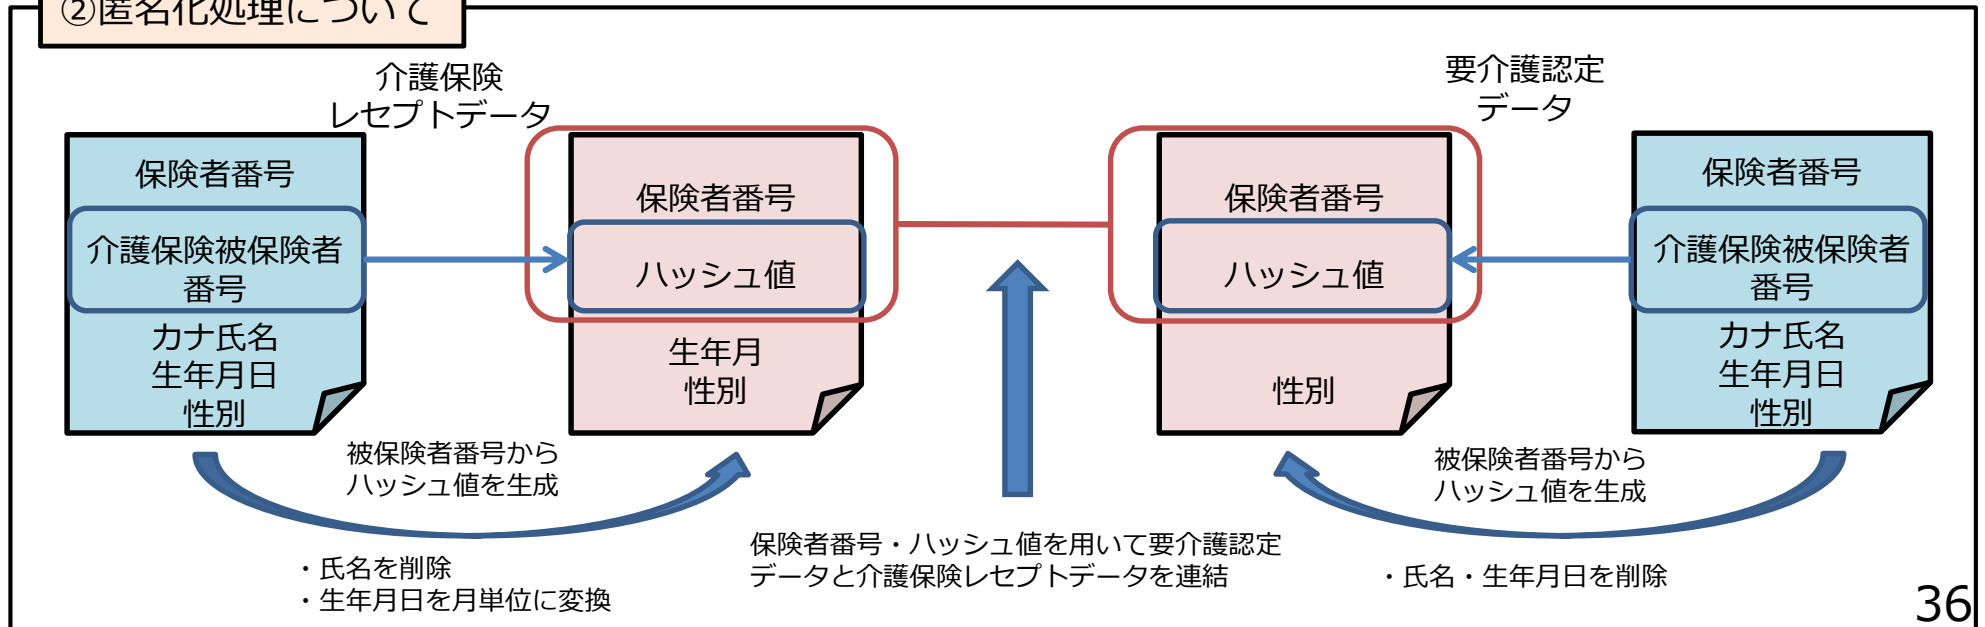 ②匿名化処理について
介護保険
レセプトデータ
要介護認定
データ
保険者番号
介護保険被保険者
番号
カナ氏名
生年月日
性別
保険者番号
ハッシュ値
生年月
性別
保険者番号
ハッシュ値
性別
保険者番号
介護保険被保険者
番号
カナ氏名
生年月日
性別
被保険者番号から
ハッシュ値を生成
・氏名を削除
・生年月日を月単位に変換
保険者番号・ハッシュ値を用いて要介護認定
データと介護保険レセプトデータを連結
被保険者番号から
ハッシュ値を生成
・氏名・生年月日を削除
36